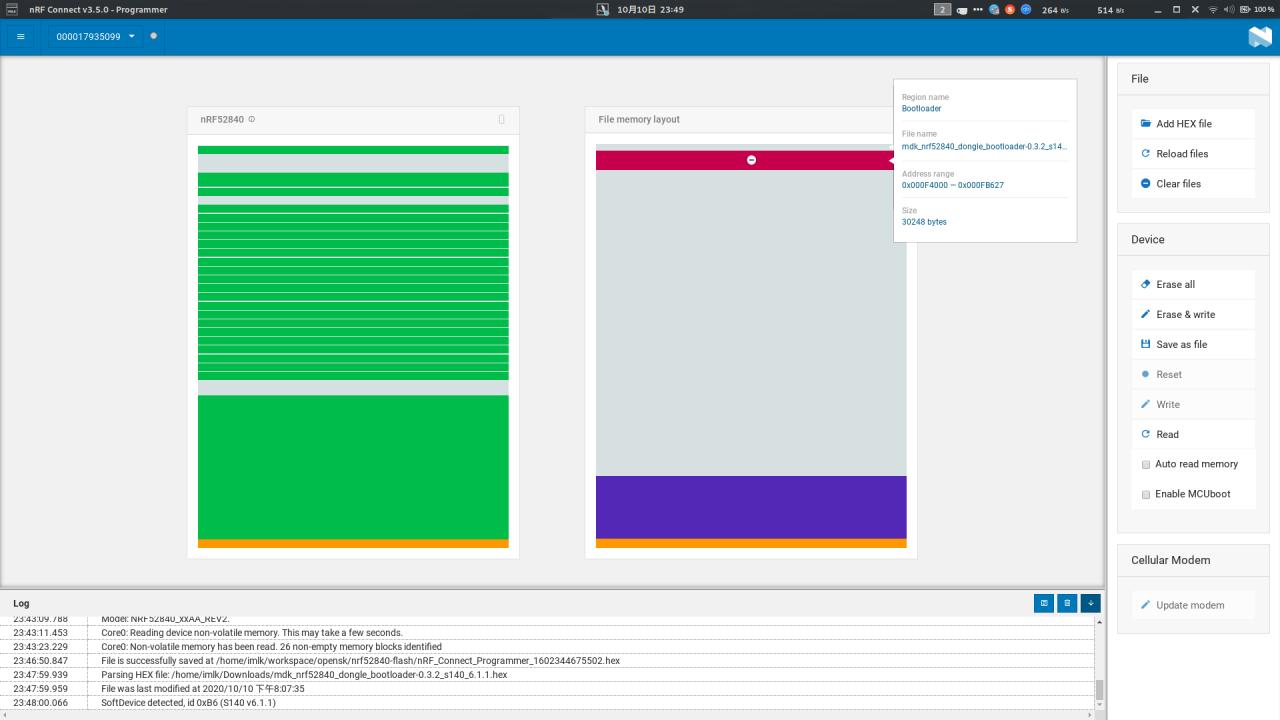 nRF Connect v3.5.0 - Programmer
10月10日 23:49
2
264 B/s
514 B/s
100 %
000017935099
nRF52840
File memory layout
Region name
Bootloader
File name
mdk_nrf52840_dongle_bootloader-0.3.2_s14...
Address range
0x000F4000 — 0x000FB627
Size
30248 bytes
File
Add HEX file
Reload files
Clear files
Device
Erase all
Erase & write
Save as file
Reset
Write
Read
Auto read memory
Enable MCUboot
Cellular Modem
Update modem
Log
23:43:09.788 Model: NRF52840_xxAA_REV2.
23:43:11.453 Core0: Reading device non-volatile memory. This may take a few seconds.
23:43:23.229 Core0: Non-volatile memory has been read. 26 non-empty memory blocks identified
23:46:50.847 File is successfully saved at /home/imlk/workspace/opensk/nrf52840-flash/nRF_Connect_Programmer_1602344675502.hex
23:47:59.939 Parsing HEX file: /home/imlk/Downloads/mdk_nrf52840_dongle_bootloader-0.3.2_s140_6.1.1.hex
23:47:59.959 File was last modified at 2020/10/10 下午8:07:35
23:48:00.066 SoftDevice detected, id 0xB6 (S140 v6.1.1)